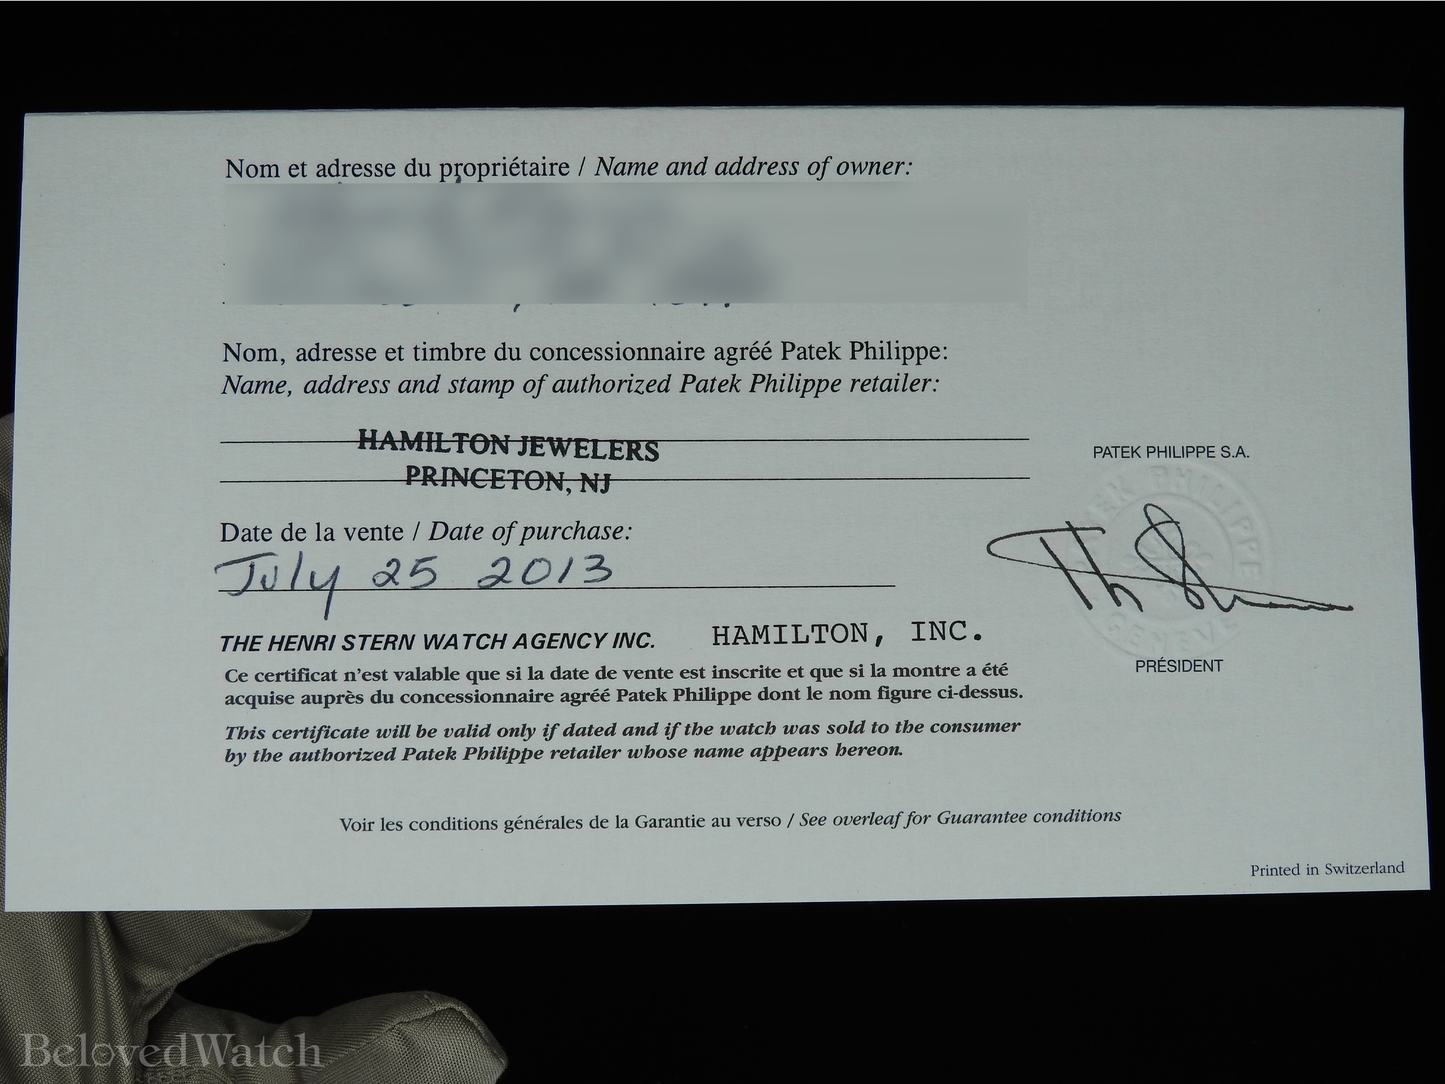 Nom et adresse du propriétaire / Name and address of owner:
Nom, adresse et timbre du concessionnaire agréé Patek Philippe:
Name, address and stamp of authorized Patek Philippe retailer:
HAMILTON JEWELERS
PRINCETON, NJ
PATEK PHILIPPE S.A.
PATEK PHILIPPE
GENÈVE
Date de la vente / Date of purchase:
July 25 2013
THE HENRI STERN WATCH AGENCY INC. HAMILTON, INC.
PRÉSIDENT
Ce certificat n'est valable que si la date de vente est inscrite et que si la montre a été
acquise auprès du concessionnaire agréé Patek Philippe dont le nom figure ci-dessus.
This certificate will be valid only if dated and if the watch was sold to the consumer
by the authorized Patek Philippe retailer whose name appears hereon.
Voir les conditions générales de la Garantie au verso / See overleaf for Guarantee conditions
Printed in Switzerland
BelovedWatch